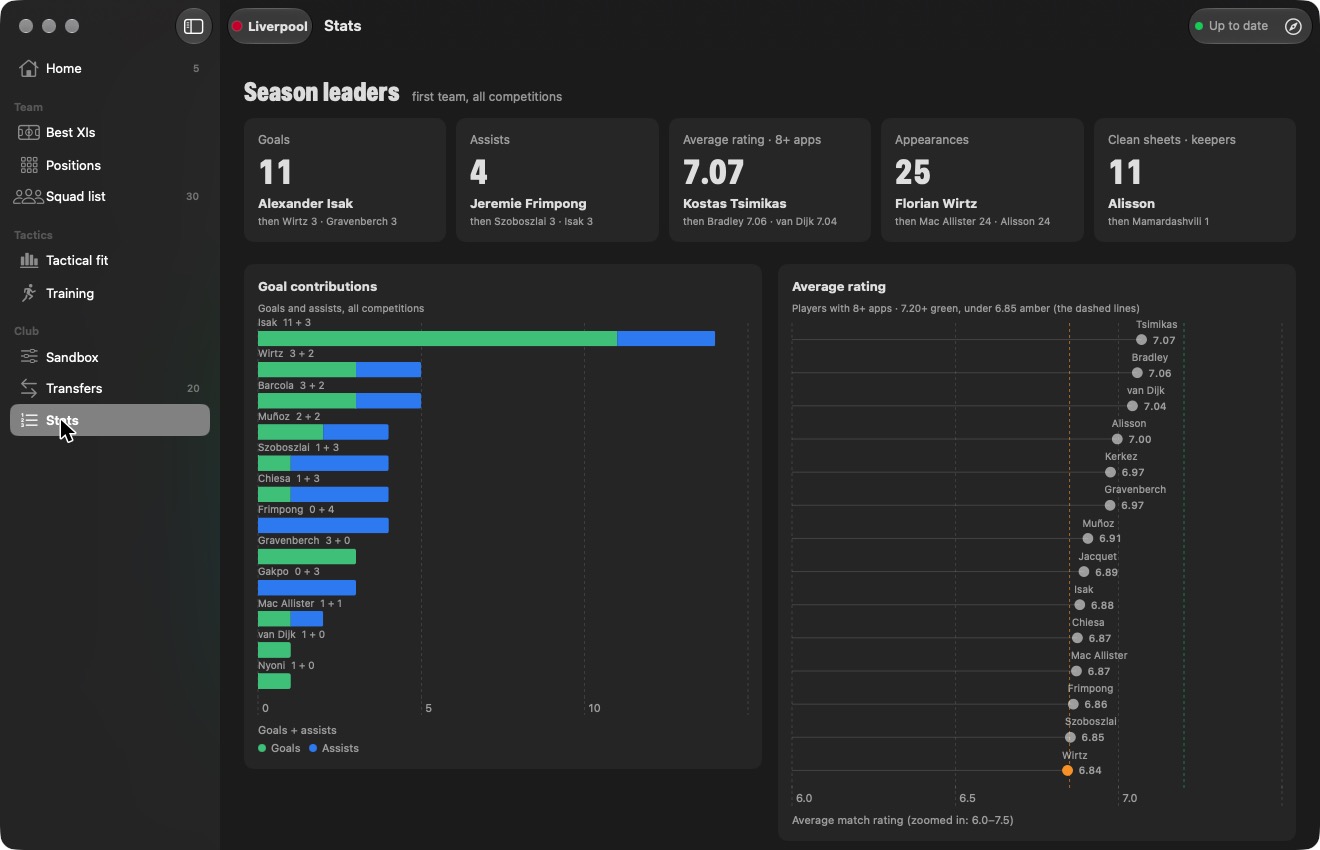 Liverpool Stats
Up to date
Home 5
Team
Best XIs
Positions
Squad list 30
Tactics
Tactical fit
Training
Club
Sandbox
Transfers 20
Stats
Season leaders first team, all competitions
Goals
11
Alexander Isak
then Wirtz 3 · Gravenberch 3
Assists
4
Jeremie Frimpong
then Szoboszlai 3 · Isak 3
Average rating · 8+ apps
7.07
Kostas Tsimikas
then Bradley 7.06 · van Dijk 7.04
Appearances
25
Florian Wirtz
then Mac Allister 24 · Alisson 24
Clean sheets · keepers
11
Alisson
then Mamardashvili 1
Goal contributions
Goals and assists, all competitions
Isak 11 + 3
Wirtz 3 + 2
Barcola 3 + 2
Muñoz 2 + 2
Szoboszlai 1 + 3
Chiesa 1 + 3
Frimpong 0 + 4
Gravenberch 3 + 0
Gakpo 0 + 3
Mac Allister 1 + 1
van Dijk 1 + 0
Nyoni 1 + 0
0 5 10
Goals + assists
Goals Assists
Average rating
Players with 8+ apps · 7.20+ green, under 6.85 amber (the dashed lines)
Tsimikas
7.07
Bradley
7.06
van Dijk
7.04
Alisson
7.00
Kerkez
6.97
Gravenberch
6.97
Muñoz
6.91
Jacquet
6.89
Isak
6.88
Chiesa
6.87
Mac Allister
6.87
Frimpong
6.86
Szoboszlai
6.85
Wirtz
6.84
6.0 6.5 7.0
Average match rating (zoomed in: 6.0–7.5)